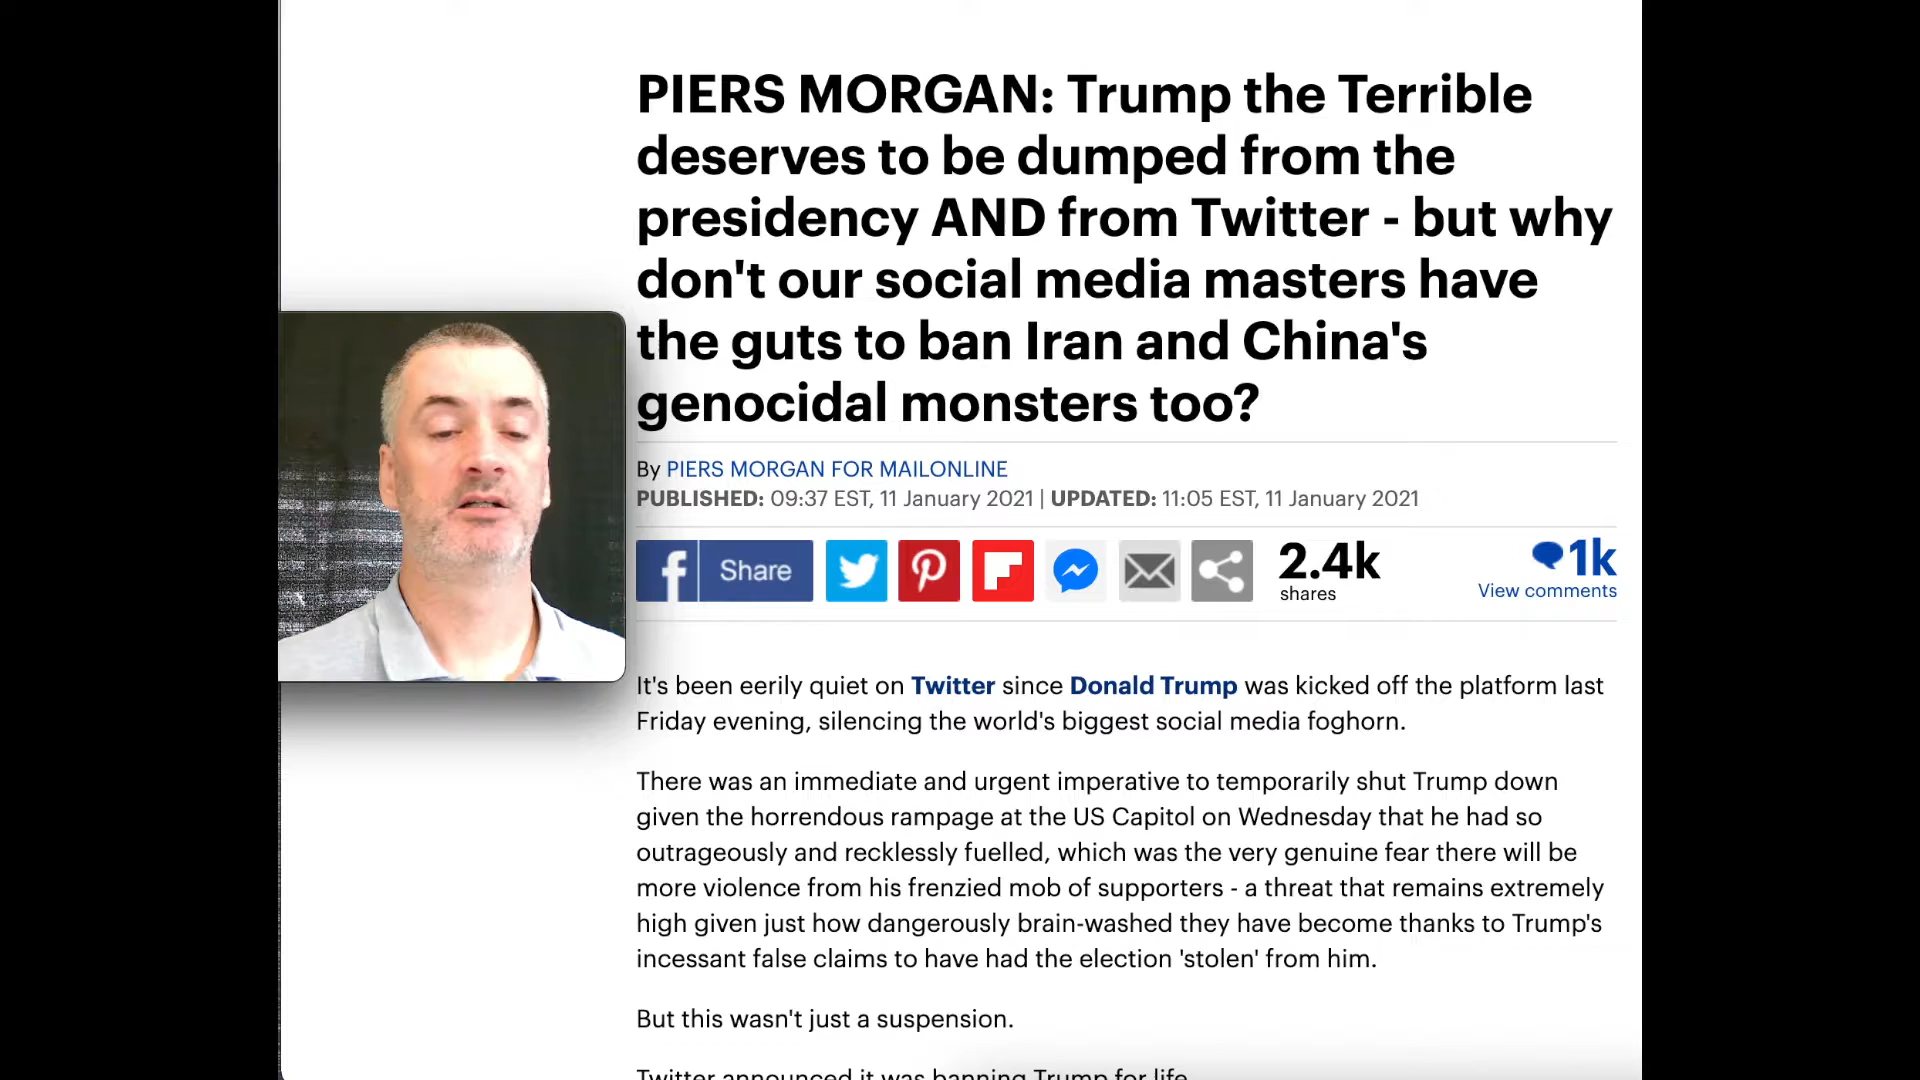 PIERS MORGAN: Trump the Terrible
deserves to be dumped from the
presidency AND from Twitter - but why
don't our social media masters have
the guts to ban Iran and China's
genocidal monsters too?
By PIERS MORGAN FOR MAILONLINE
PUBLISHED: 09:37 EST, 11 January 2021 | UPDATED: 11:05 EST, 11 January 2021
f Share
2.4k
shares
1k
View comments
It's been eerily quiet on Twitter since Donald Trump was kicked off the platform last
Friday evening, silencing the world's biggest social media foghorn.
There was an immediate and urgent imperative to temporarily shut Trump down
given the horrendous rampage at the US Capitol on Wednesday that he had so
outrageously and recklessly fuelled, which was the very genuine fear there will be
more violence from his frenzied mob of supporters - a threat that remains extremely
high given just how dangerously brain-washed they have become thanks to Trump's
incessant false claims to have had the election 'stolen' from him.
But this wasn't just a suspension.
Twitter announced it was banning Trump for life.